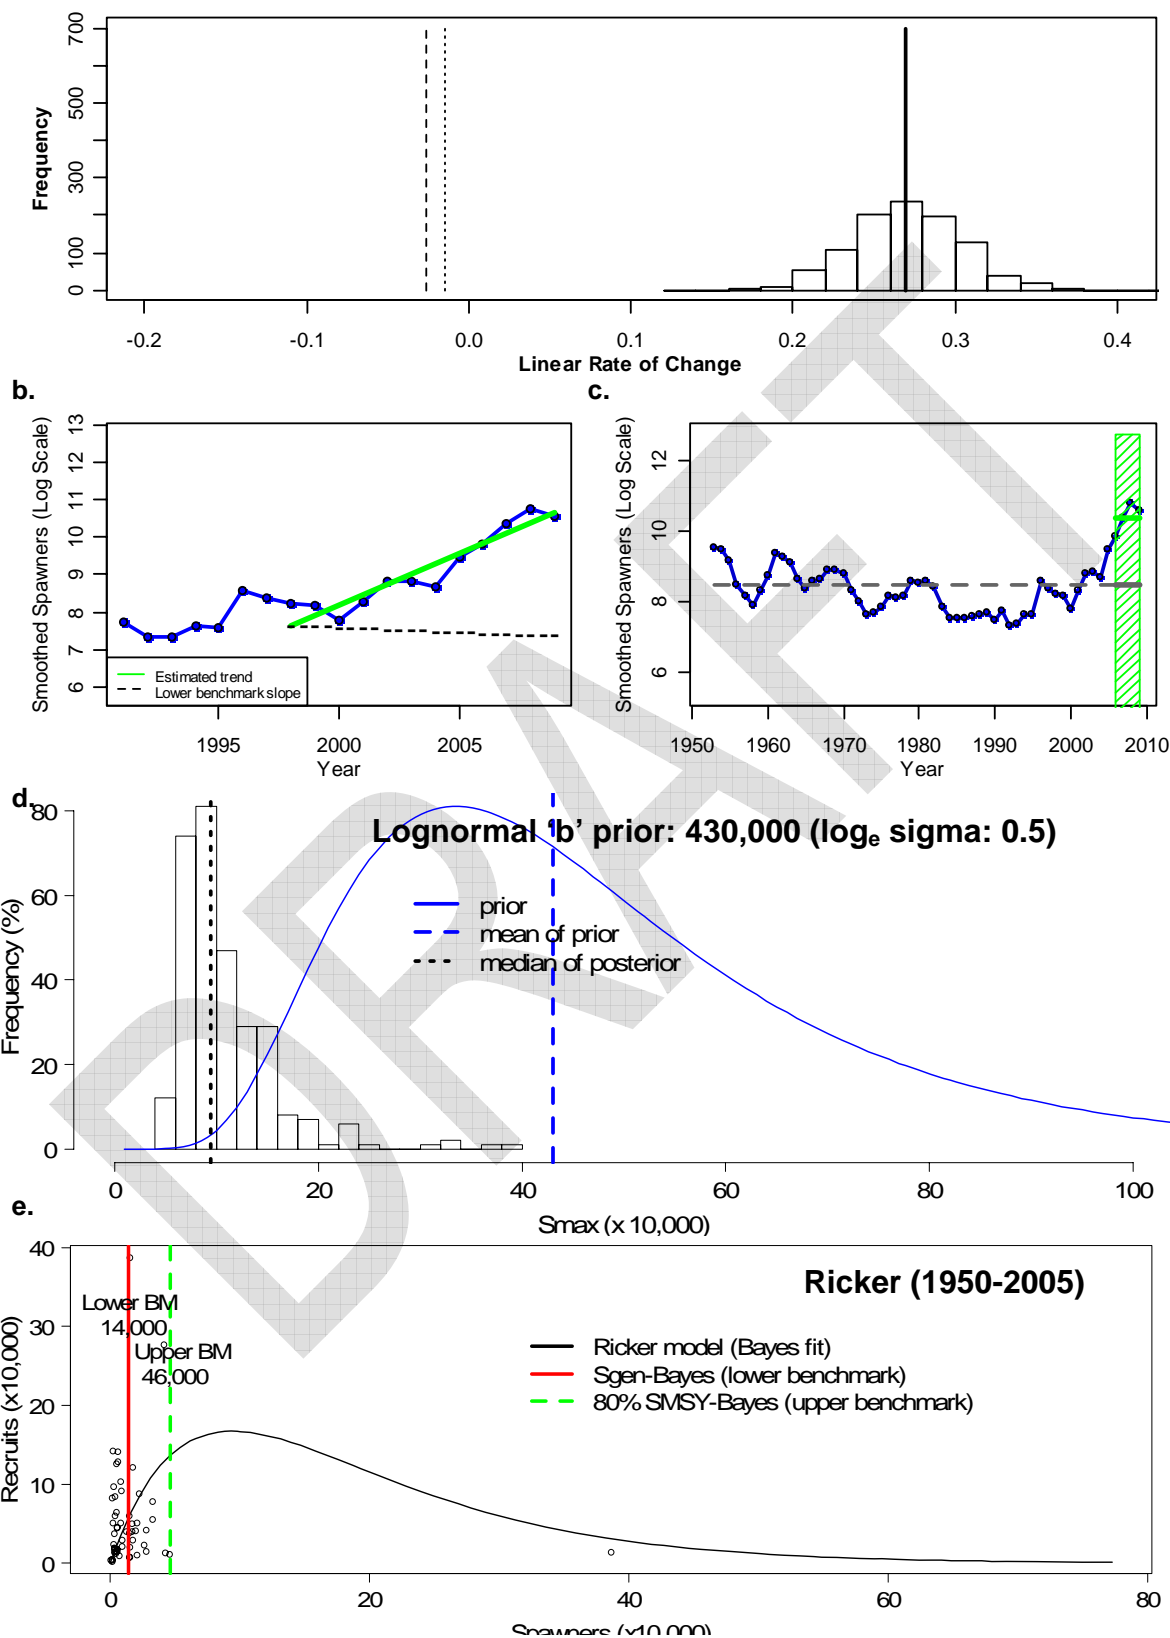 700
500
300
100
0
Frequency
-0.2 -0.1 0.0 0.1 0.2 0.3 0.4
Linear Rate of Change
b.
13
12
11
10
9
8
7
6
Smoothed Spawners (Log Scale)
Estimated trend
Lower benchmark slope
1995 2000 2005
Year
c.
12
10
8
6
Smoothed Spawners (Log Scale)
1950 1960 1970 1980 1990 2000 2010
Year
d.
Lognormal ‘b’ prior: 430,000 (loge sigma: 0.5)
prior
mean of prior
median of posterior
80
60
40
20
0
Frequency (%)
0 20 40 60 80 100
Smax (x 10,000)
e.
Ricker (1950-2005)
Lower BM
14,000
Upper BM
46,000
Ricker model (Bayes fit)
Sgen-Bayes (lower benchmark)
80% SMSY-Bayes (upper benchmark)
40
30
20
10
0
Recruits (x10,000)
0 20 40 60 80
Spawners (x10,000)
DRAFT